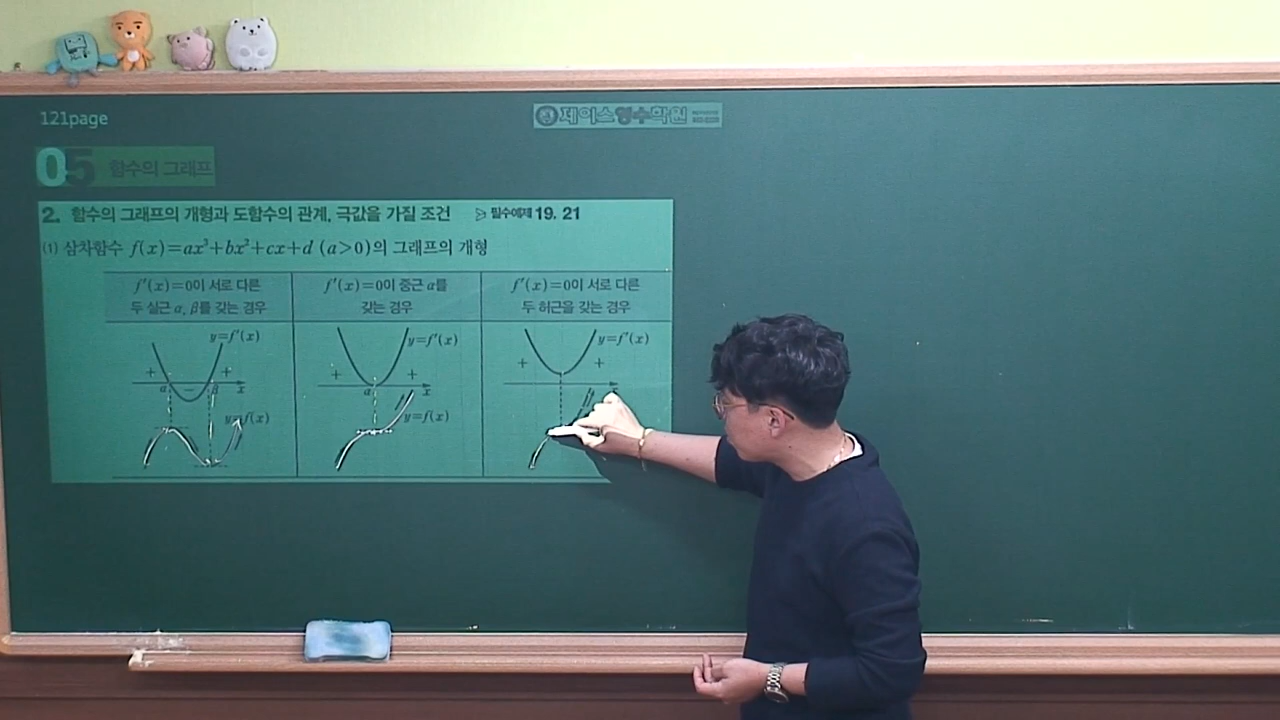 121page
제이스영수학원
05 함수의 그래프
2. 함수의 그래프의 개형과 도함수의 관계, 극값을 가질 조건 ≫ 필수예제 19, 21
(1) 삼차함수 f(x)=ax³+bx²+cx+d (a>0)의 그래프의 개형
f′(x)=0이 서로 다른
두 실근 α, β를 갖는 경우
f′(x)=0이 중근 α를
갖는 경우
f′(x)=0이 서로 다른
두 허근을 갖는 경우
y=f′(x)
+ − +
α β x
y=f(x)
y=f′(x)
+ +
α x
y=f(x)
y=f′(x)
+ +